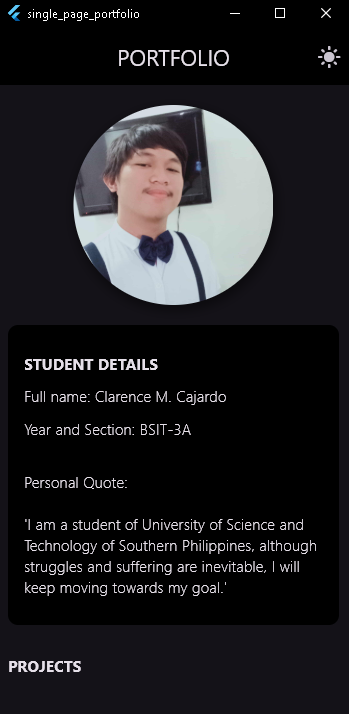 single_page_portfolio
PORTFOLIO
STUDENT DETAILS
Full name: Clarence M. Cajardo
Year and Section: BSIT-3A
Personal Quote:
'I am a student of University of Science and
Technology of Southern Philippines, although
struggles and suffering are inevitable, I will
keep moving towards my goal.'
PROJECTS